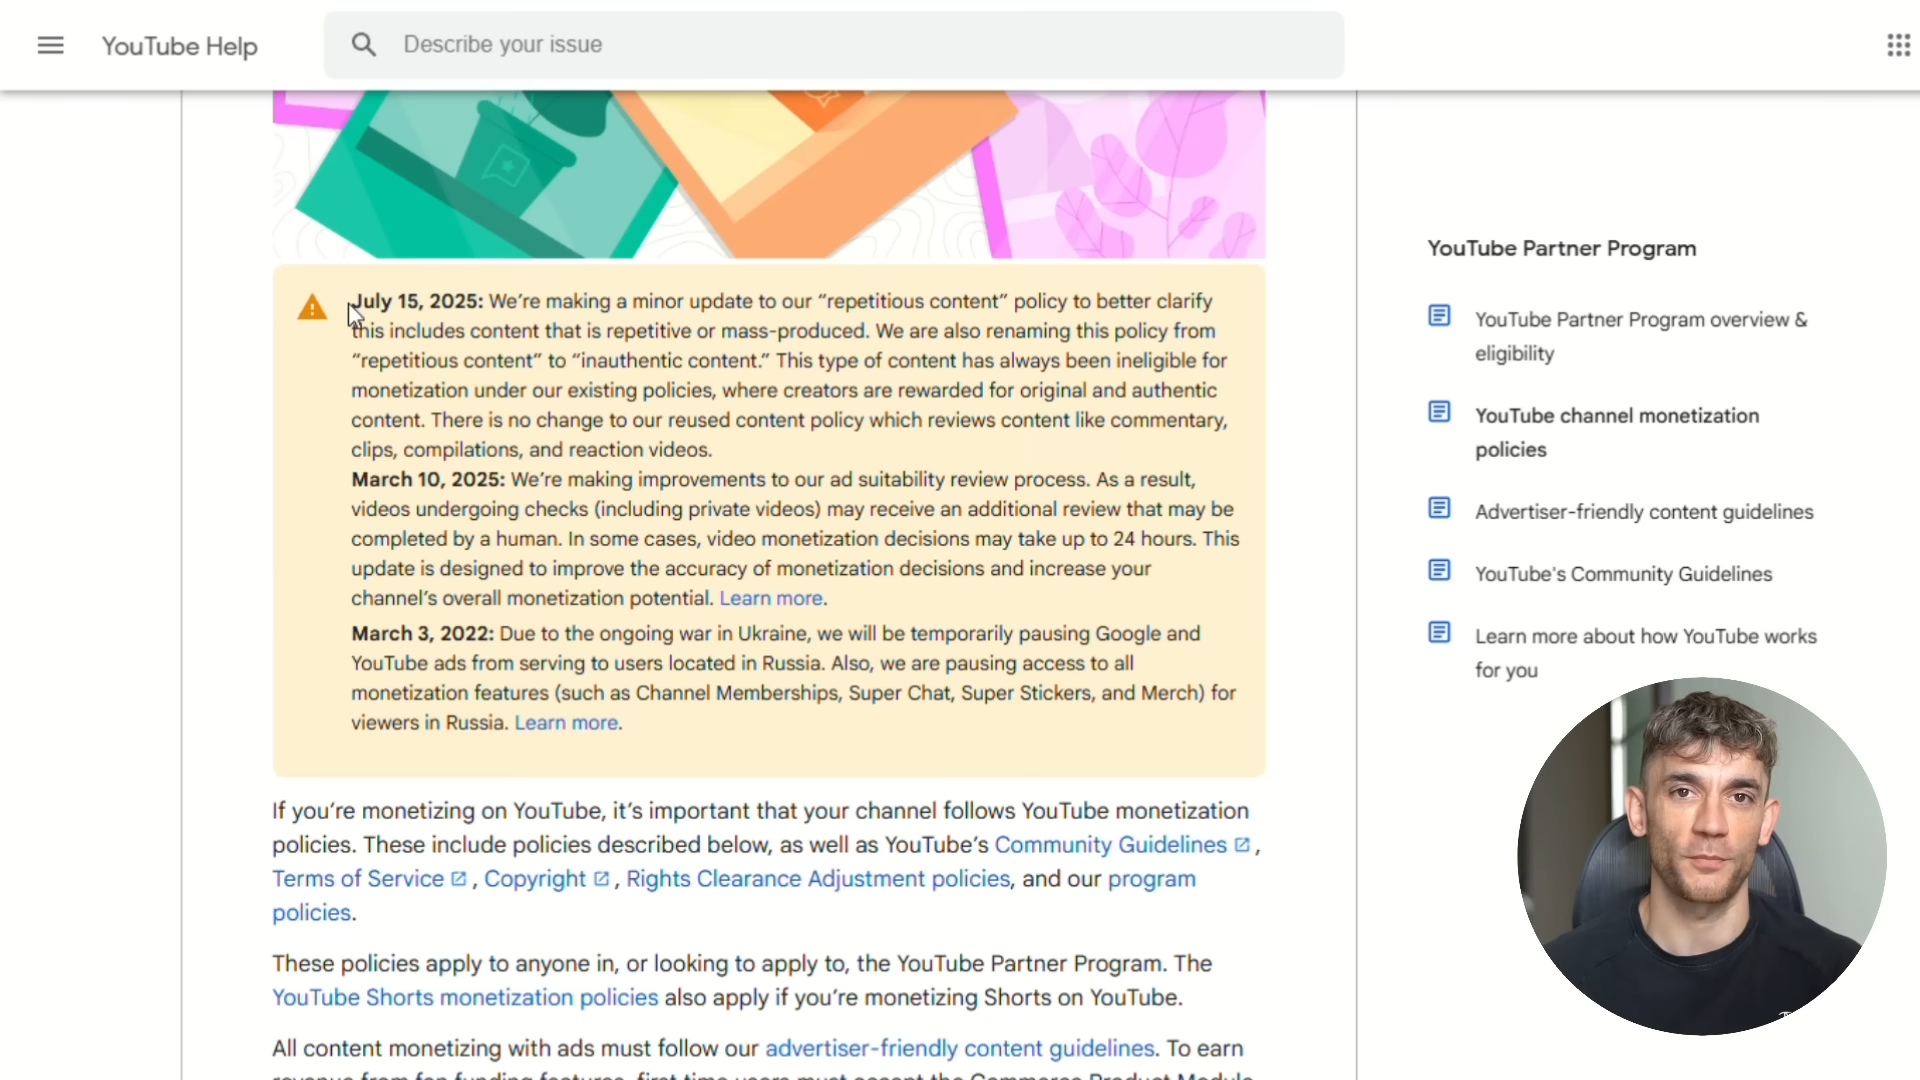 YouTube Help
Describe your issue
July 15, 2025: We're making a minor update to our “repetitious content” policy to better clarify
this includes content that is repetitive or mass-produced. We are also renaming this policy from
“repetitious content” to “inauthentic content.” This type of content has always been ineligible for
monetization under our existing policies, where creators are rewarded for original and authentic
content. There is no change to our reused content policy which reviews content like commentary,
clips, compilations, and reaction videos.
March 10, 2025: We're making improvements to our ad suitability review process. As a result,
videos undergoing checks (including private videos) may receive an additional review that may be
completed by a human. In some cases, video monetization decisions may take up to 24 hours. This
update is designed to improve the accuracy of monetization decisions and increase your
channel's overall monetization potential. Learn more.
March 3, 2022: Due to the ongoing war in Ukraine, we will be temporarily pausing Google and
YouTube ads from serving to users located in Russia. Also, we are pausing access to all
monetization features (such as Channel Memberships, Super Chat, Super Stickers, and Merch) for
viewers in Russia. Learn more.
If you're monetizing on YouTube, it's important that your channel follows YouTube monetization
policies. These include policies described below, as well as YouTube's Community Guidelines ,
Terms of Service , Copyright , Rights Clearance Adjustment policies, and our program
policies.
These policies apply to anyone in, or looking to apply to, the YouTube Partner Program. The
YouTube Shorts monetization policies also apply if you're monetizing Shorts on YouTube.
All content monetizing with ads must follow our advertiser-friendly content guidelines. To earn
revenue from fan funding features, first-time users must accept the Commerce Product Module
YouTube Partner Program
YouTube Partner Program overview &
eligibility
YouTube channel monetization
policies
Advertiser-friendly content guidelines
YouTube's Community Guidelines
Learn more about how YouTube works
for you